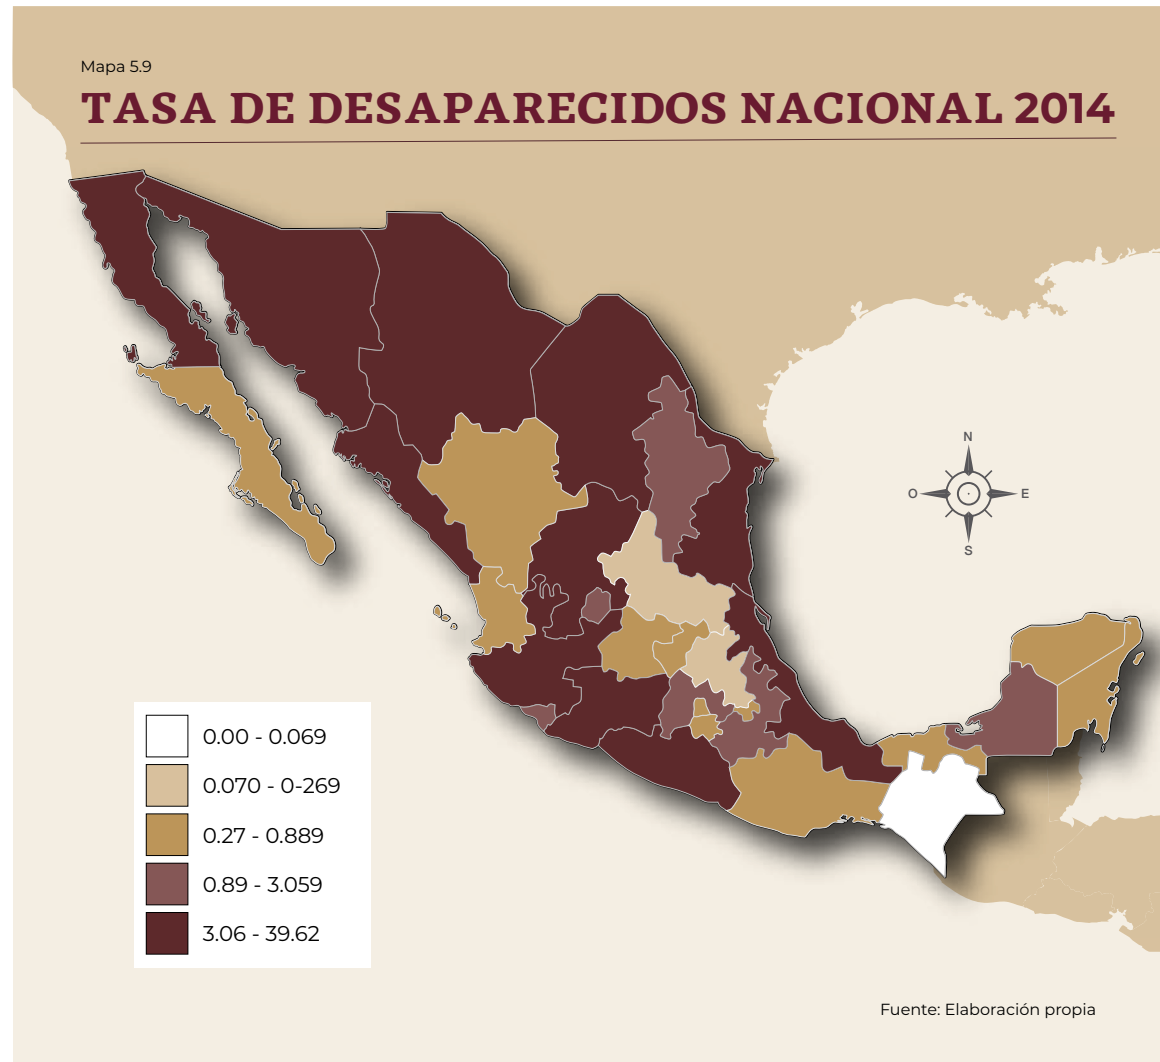 Mapa 5.9
TASA DE DESAPARECIDOS NACIONAL 2014
N
O
E
S
0.00 - 0.069
0.070 - 0-269
0.27 - 0.889
0.89 - 3.059
3.06 - 39.62
Fuente: Elaboración propia